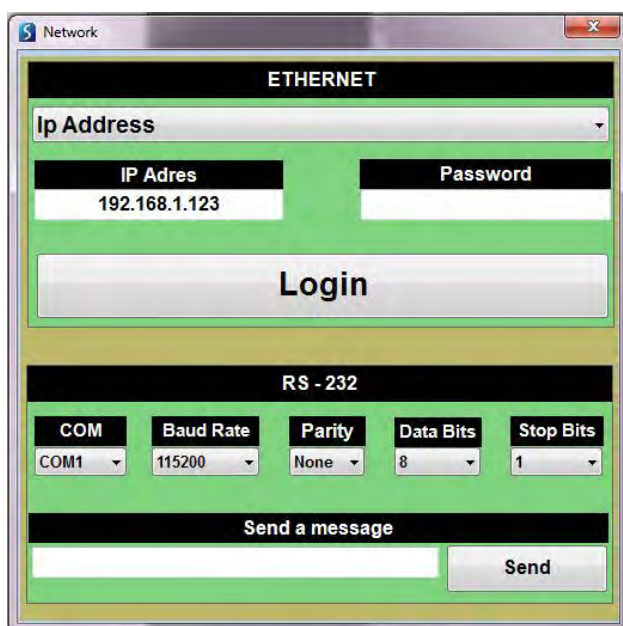 Network
ETHERNET
Ip Address
IP Adres Password
192.168.1.123
Login
RS - 232
COM Baud Rate Parity Data Bits Stop Bits
COM1 115200 None 8 1
Send a message
Send